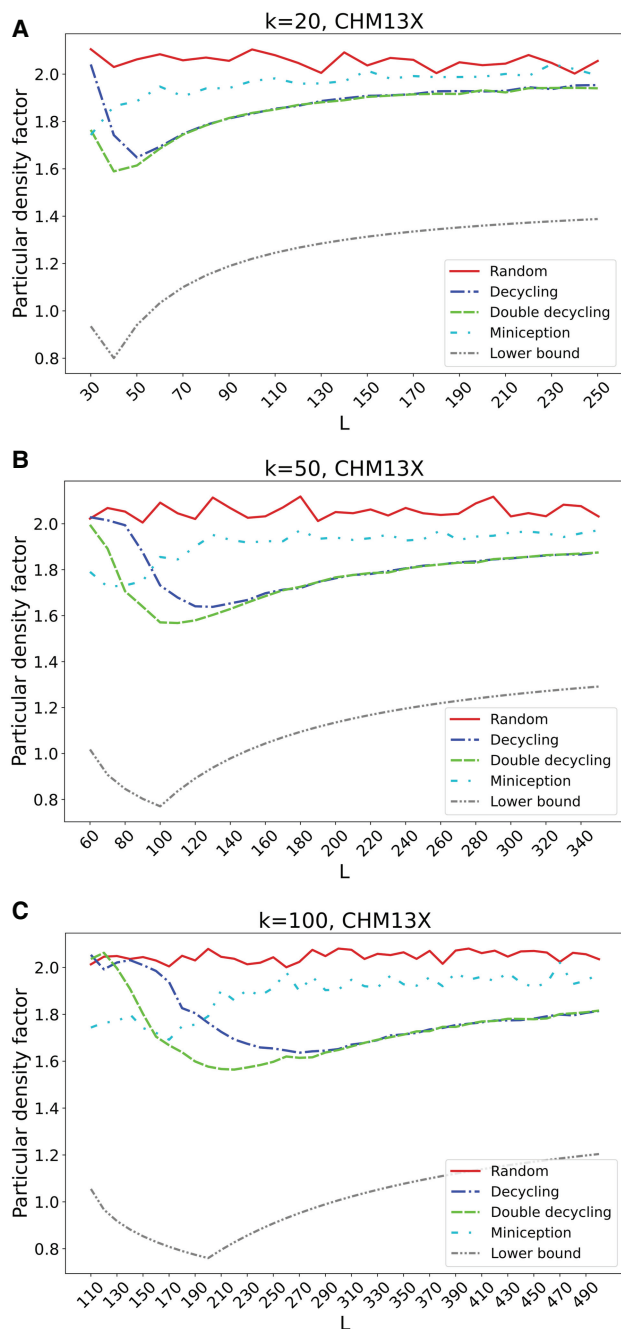 A
k=20, CHM13X
Particular density factor
2.0
1.8
1.6
1.4
1.2
1.0
0.8
Random
Decycling
Double decycling
Miniception
Lower bound
30 50 70 90 110 130 150 170 190 210 230 250
L
B
k=50, CHM13X
Particular density factor
2.0
1.8
1.6
1.4
1.2
1.0
0.8
Random
Decycling
Double decycling
Miniception
Lower bound
60 80 100 120 140 160 180 200 220 240 260 280 300 320 340
L
C
k=100, CHM13X
Particular density factor
2.0
1.8
1.6
1.4
1.2
1.0
0.8
Random
Decycling
Double decycling
Miniception
Lower bound
110 130 150 170 190 210 230 250 270 290 310 330 350 370 390 410 430 450 470 490
L